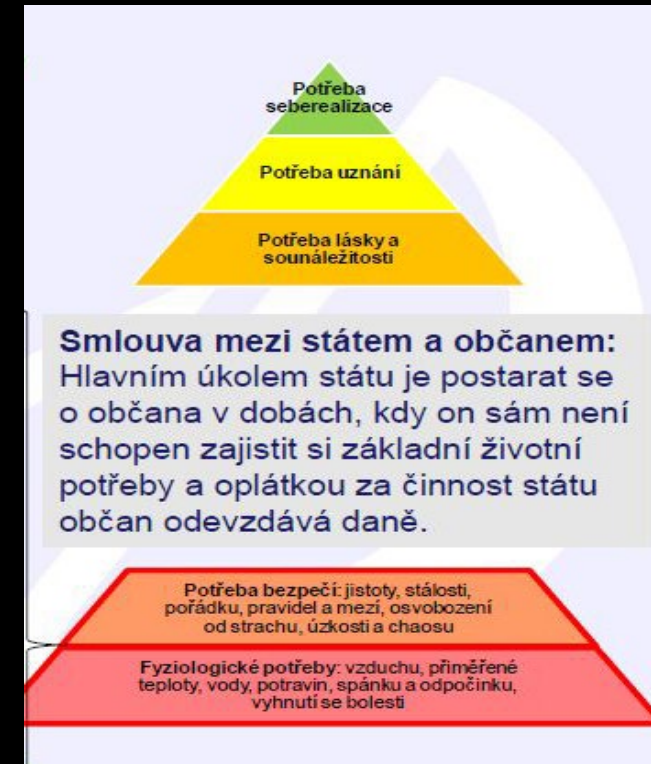 Potřeba
seberealizace
Potřeba uznání
Potřeba lásky a
sounáležitosti
Smlouva mezi státem a občanem:
Hlavním úkolem státu je postarat se
o občana v dobách, kdy on sám není
schopen zajistit si základní životní
potřeby a oplátkou za činnost státu
občan odevzdává daně.
Potřeba bezpečí: jistoty, stálosti,
pořádku, pravidel a mezí, osvobození
od strachu, úzkosti a chaosu
Fyziologické potřeby: vzduchu, přiměřené
teploty, vody, potravin, spánku a odpočinku,
vyhnutí se bolesti